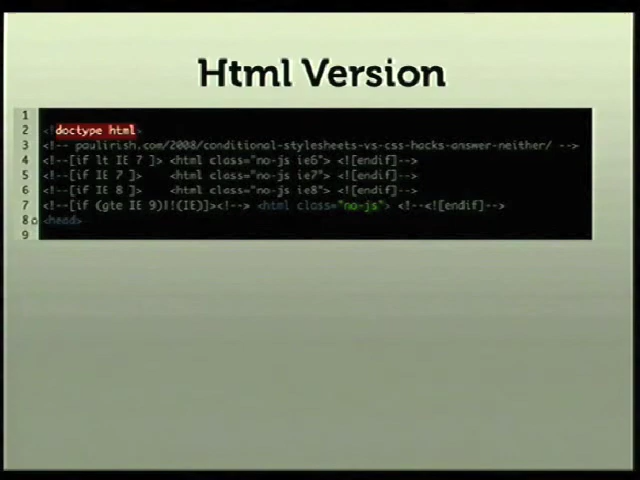 Html Version
1
2 <!doctype html>
3 <!-- paulirish.com/2008/conditional-stylesheets-vs-css-hacks-answer-neither/ -->
4 <!--[if lt IE 7 ]> <html class="no-js ie6"> <![endif]-->
5 <!--[if IE 7 ]>    <html class="no-js ie7"> <![endif]-->
6 <!--[if IE 8 ]>    <html class="no-js ie8"> <![endif]-->
7 <!--[if (gte IE 9)|!(IE)]><!--> <html class="no-js"> <!--<![endif]-->
8 <head>
9